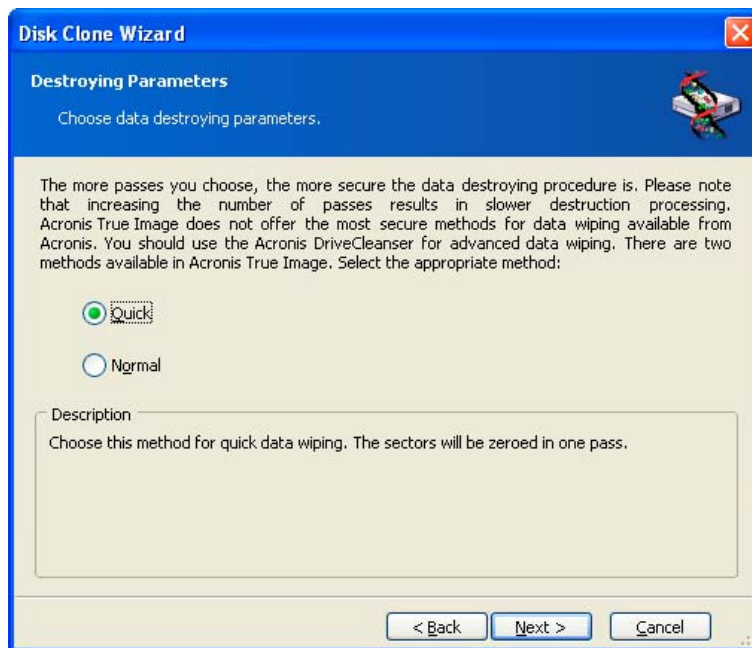 Disk Clone Wizard
Destroying Parameters
Choose data destroying parameters.
The more passes you choose, the more secure the data destroying procedure is. Please note
that increasing the number of passes results in slower destruction processing.
Acronis True Image does not offer the most secure methods for data wiping available from
Acronis. You should use the Acronis DriveCleanser for advanced data wiping. There are two
methods available in Acronis True Image. Select the appropriate method:
Quick
Normal
Description
Choose this method for quick data wiping. The sectors will be zeroed in one pass.
< Back Next > Cancel